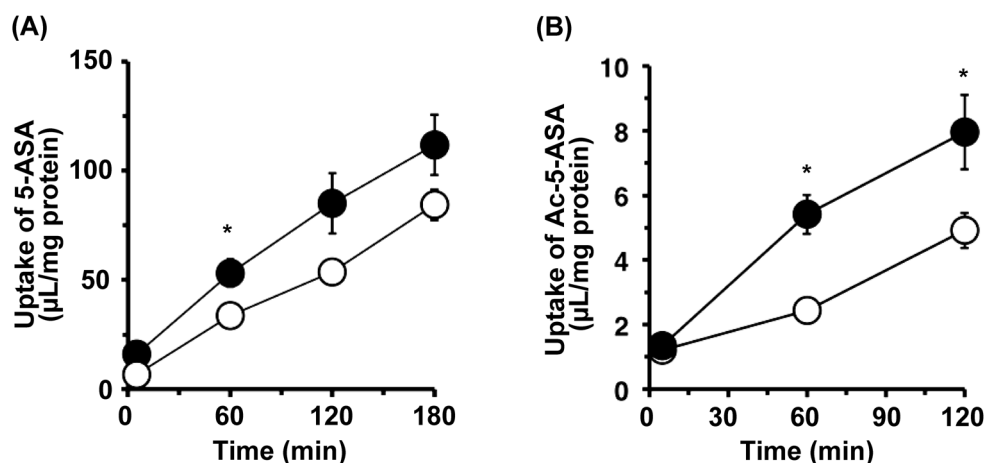 (A)
150
100
50
0
Uptake of 5-ASA
(µL/mg protein)
*
0 60 120 180
Time (min)
(B)
10
8
6
4
2
0
Uptake of Ac-5-ASA
(µL/mg protein)
*
*
0 30 60 90 120
Time (min)